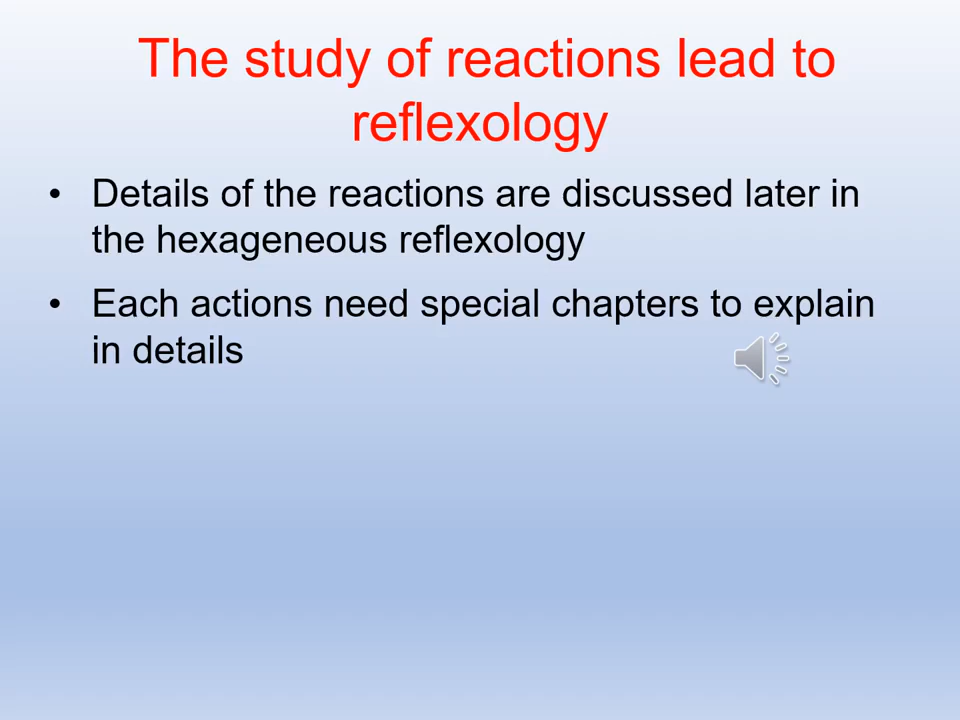 The study of reactions lead to
reflexology
• Details of the reactions are discussed later in
the hexageneous reflexology
• Each actions need special chapters to explain
in details